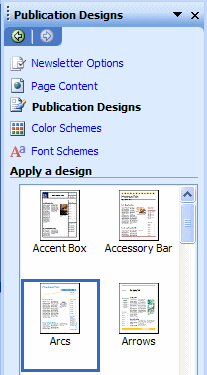 Publication Designs
Newsletter Options
Page Content
Publication Designs
Color Schemes
Aa Font Schemes
Apply a design
Accent Box Accessory Bar
Arcs Arrows